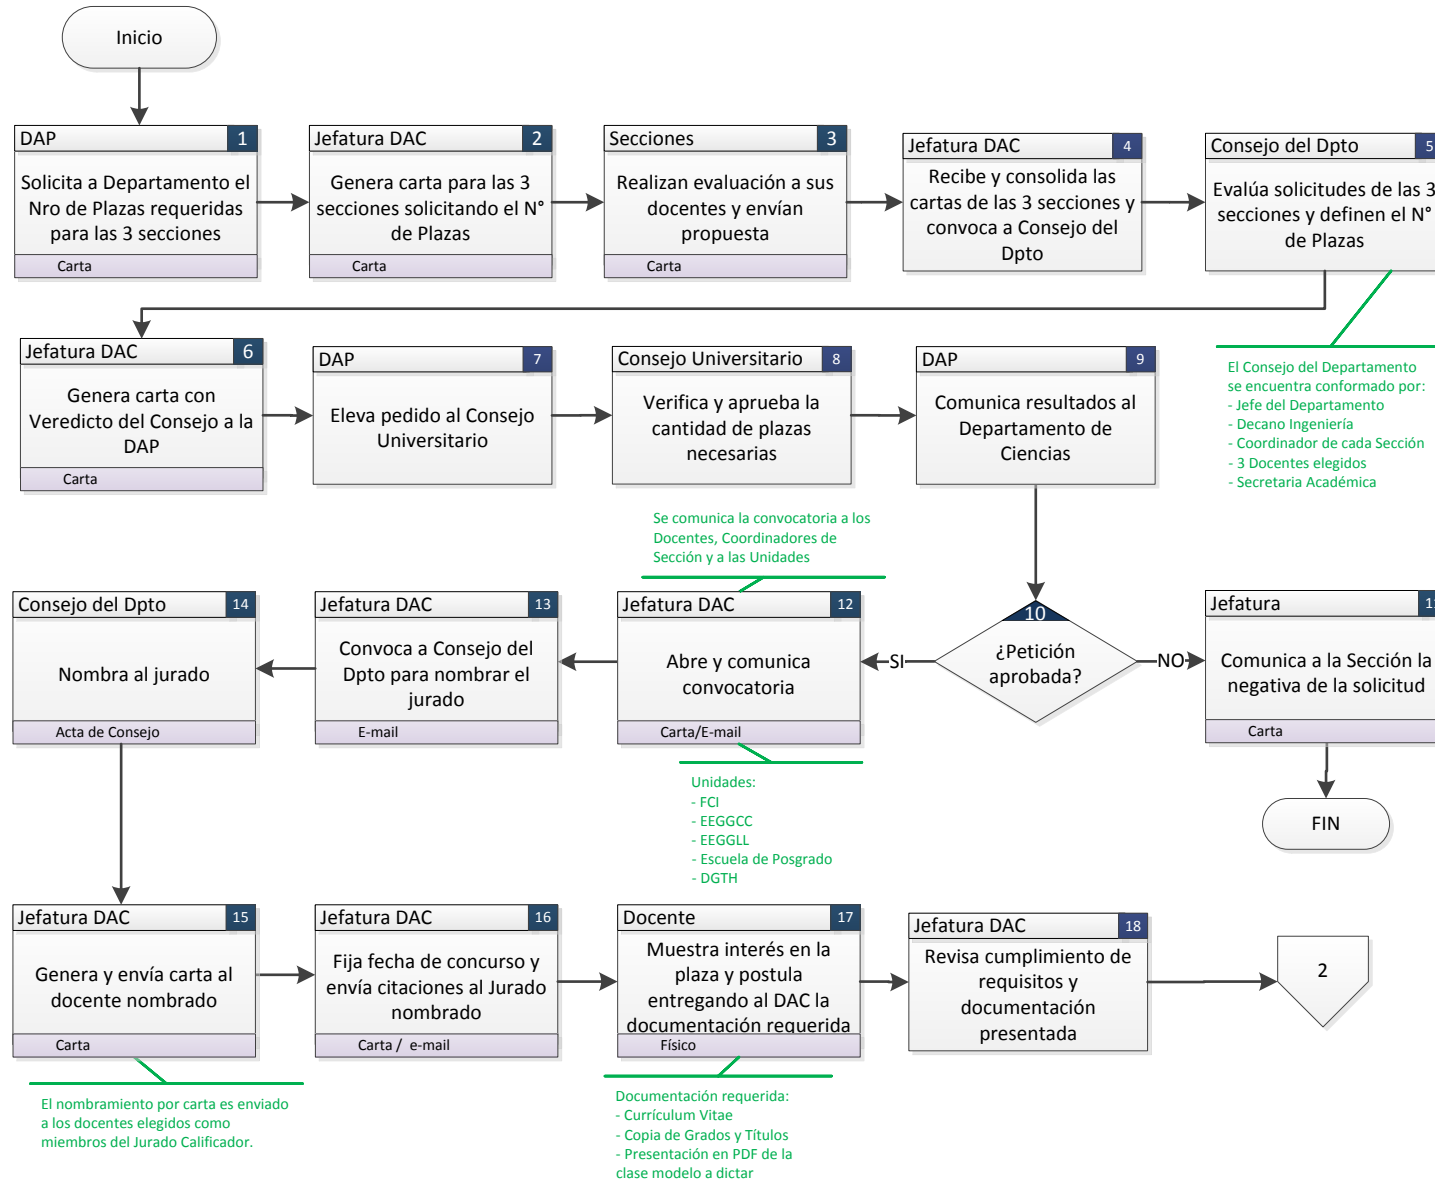 Inicio
DAP
1
Solicita a Departamento el
Nro de Plazas requeridas
para las 3 secciones
Carta
Jefatura DAC
2
Genera carta para las 3
secciones solicitando el N°
de Plazas
Carta
Secciones
3
Realizan evaluación a sus
docentes y envían
propuesta
Carta
Jefatura DAC
4
Recibe y consolida las
cartas de las 3 secciones y
convoca a Consejo del
Dpto
Consejo del Dpto
5
Evalúa solicitudes de las 3
secciones y definen el N°
de Plazas
El Consejo del Departamento
se encuentra conformado por:
- Jefe del Departamento
- Decano Ingeniería
- Coordinador de cada Sección
- 3 Docentes elegidos
- Secretaria Académica
Jefatura DAC
6
Genera carta con
Veredicto del Consejo a la
DAP
Carta
DAP
7
Eleva pedido al Consejo
Universitario
Consejo Universitario
8
Verifica y aprueba la
cantidad de plazas
necesarias
DAP
9
Comunica resultados al
Departamento de
Ciencias
10
¿Petición
aprobada?
SI
NO
Jefatura
Comunica a la Sección la
negativa de la solicitud
Carta
FIN
Se comunica la convocatoria a los
Docentes, Coordinadores de
Sección y a las Unidades
Jefatura DAC
12
Abre y comunica
convocatoria
Carta/E-mail
Unidades:
- FCI
- EEGGCC
- EEGGLL
- Escuela de Posgrado
- DGTH
Jefatura DAC
13
Convoca a Consejo del
Dpto para nombrar el
jurado
E-mail
Consejo del Dpto
14
Nombra al jurado
Acta de Consejo
Jefatura DAC
15
Genera y envía carta al
docente nombrado
Carta
El nombramiento por carta es enviado
a los docentes elegidos como
miembros del Jurado Calificador.
Jefatura DAC
16
Fija fecha de concurso y
envía citaciones al Jurado
nombrado
Carta / e-mail
Docente
17
Muestra interés en la
plaza y postula
entregando al DAC la
documentación requerida
Físico
Documentación requerida:
- Currículum Vitae
- Copia de Grados y Títulos
- Presentación en PDF de la
clase modelo a dictar
Jefatura DAC
18
Revisa cumplimiento de
requisitos y
documentación
presentada
2